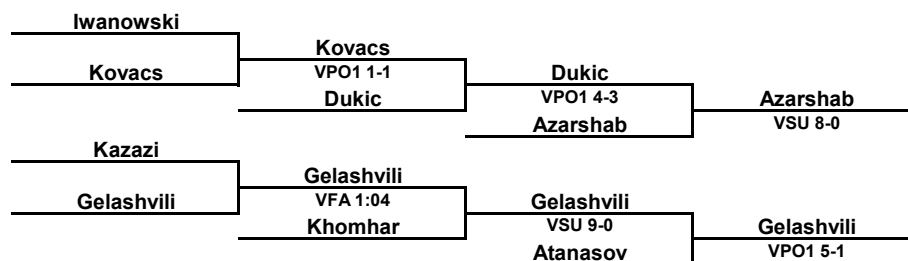 Iwanowski
Kovacs
Kovacs
VPO1 1-1
Dukic
Dukic
VPO1 4-3
Azarshab
Azarshab
VSU 8-0
Kazazi
Gelashvili
Gelashvili
VFA 1:04
Khomhar
Gelashvili
VSU 9-0
Atanasov
Gelashvili
VPO1 5-1